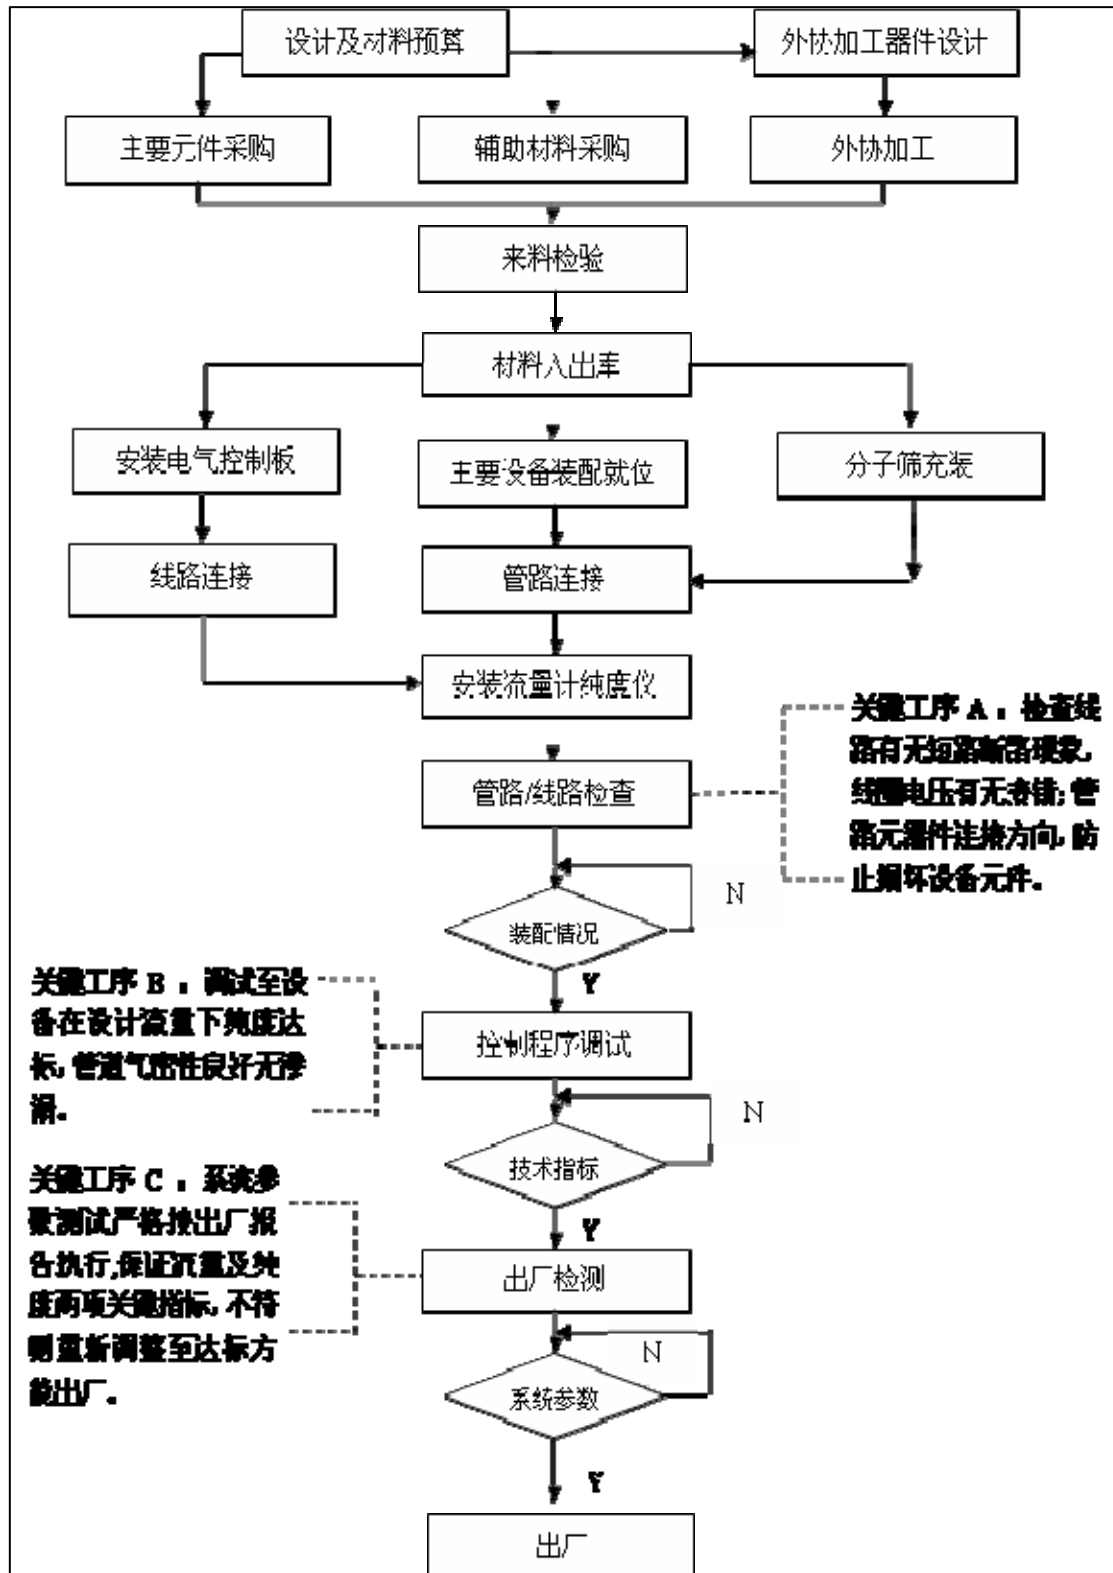 设计及材料预算
外协加工器件设计
主要元件采购
辅助材料采购
外协加工
来料检验
材料入出库
安装电气控制板
主要设备装配就位
分子筛充装
线路连接
管路连接
安装流量计纯度仪
关键工序 A ：检查线
路有无短路断路现象，
线圈电压有无接错；管
路元器件连接方向，防
止损坏设备元件。
管路/线路检查
N
装配情况
Y
关键工序 B ：调试至设
备在设计流量下纯度达
标，管道气密性良好无渗
漏。
控制程序调试
N
技术指标
Y
关键工序 C ：系统参
数测试严格按出厂报
告执行,保证流量及纯
度两项关键指标，不符
则重新调整至达标方
能出厂。
出厂检测
N
系统参数
Y
出厂